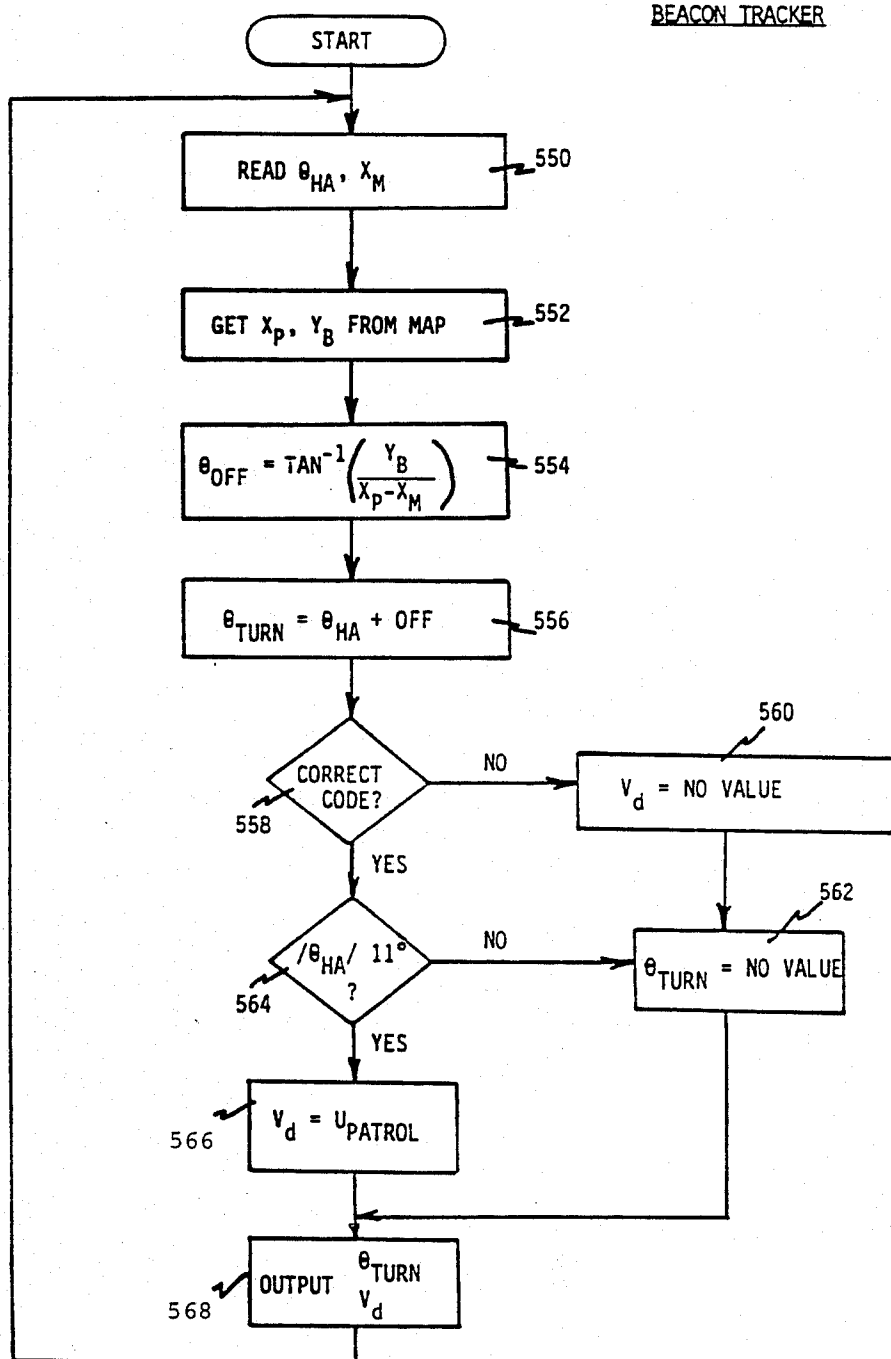 BEACON TRACKER
START
READ θHA, XM
550
GET XP, YB FROM MAP
552
θOFF = TAN-1(YB/XP-XM)
554
θTURN = θHA + OFF
556
CORRECT
CODE?
558
NO
560
Vd = NO VALUE
YES
562
/θHA/ 11°
?
564
NO
θTURN = NO VALUE
YES
Vd = UPATROL
566
OUTPUT θTURN
Vd
568